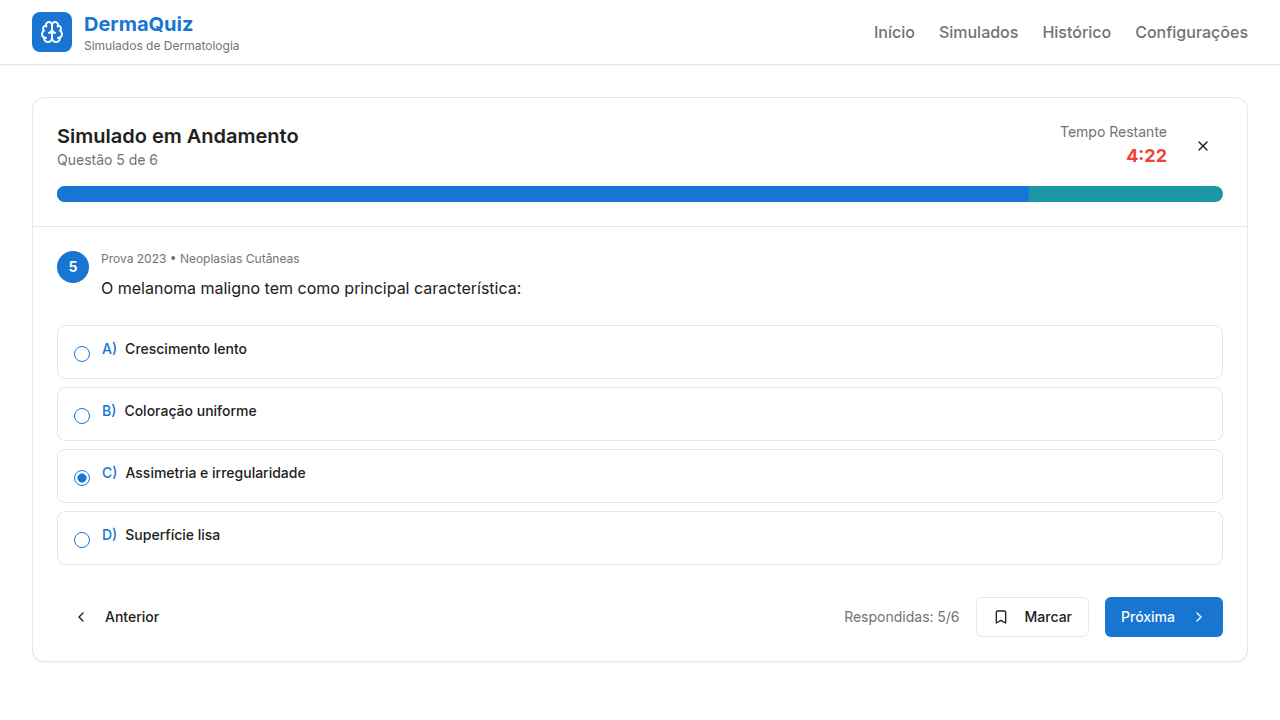 DermaQuiz
Simulados de Dermatologia
Início
Simulados
Histórico
Configurações
Simulado em Andamento
Questão 5 de 6
Tempo Restante
4:22
5
Prova 2023 • Neoplasias Cutâneas
O melanoma maligno tem como principal característica:
A) Crescimento lento
B) Coloração uniforme
C) Assimetria e irregularidade
D) Superfície lisa
Anterior
Respondidas: 5/6
Marcar
Próxima